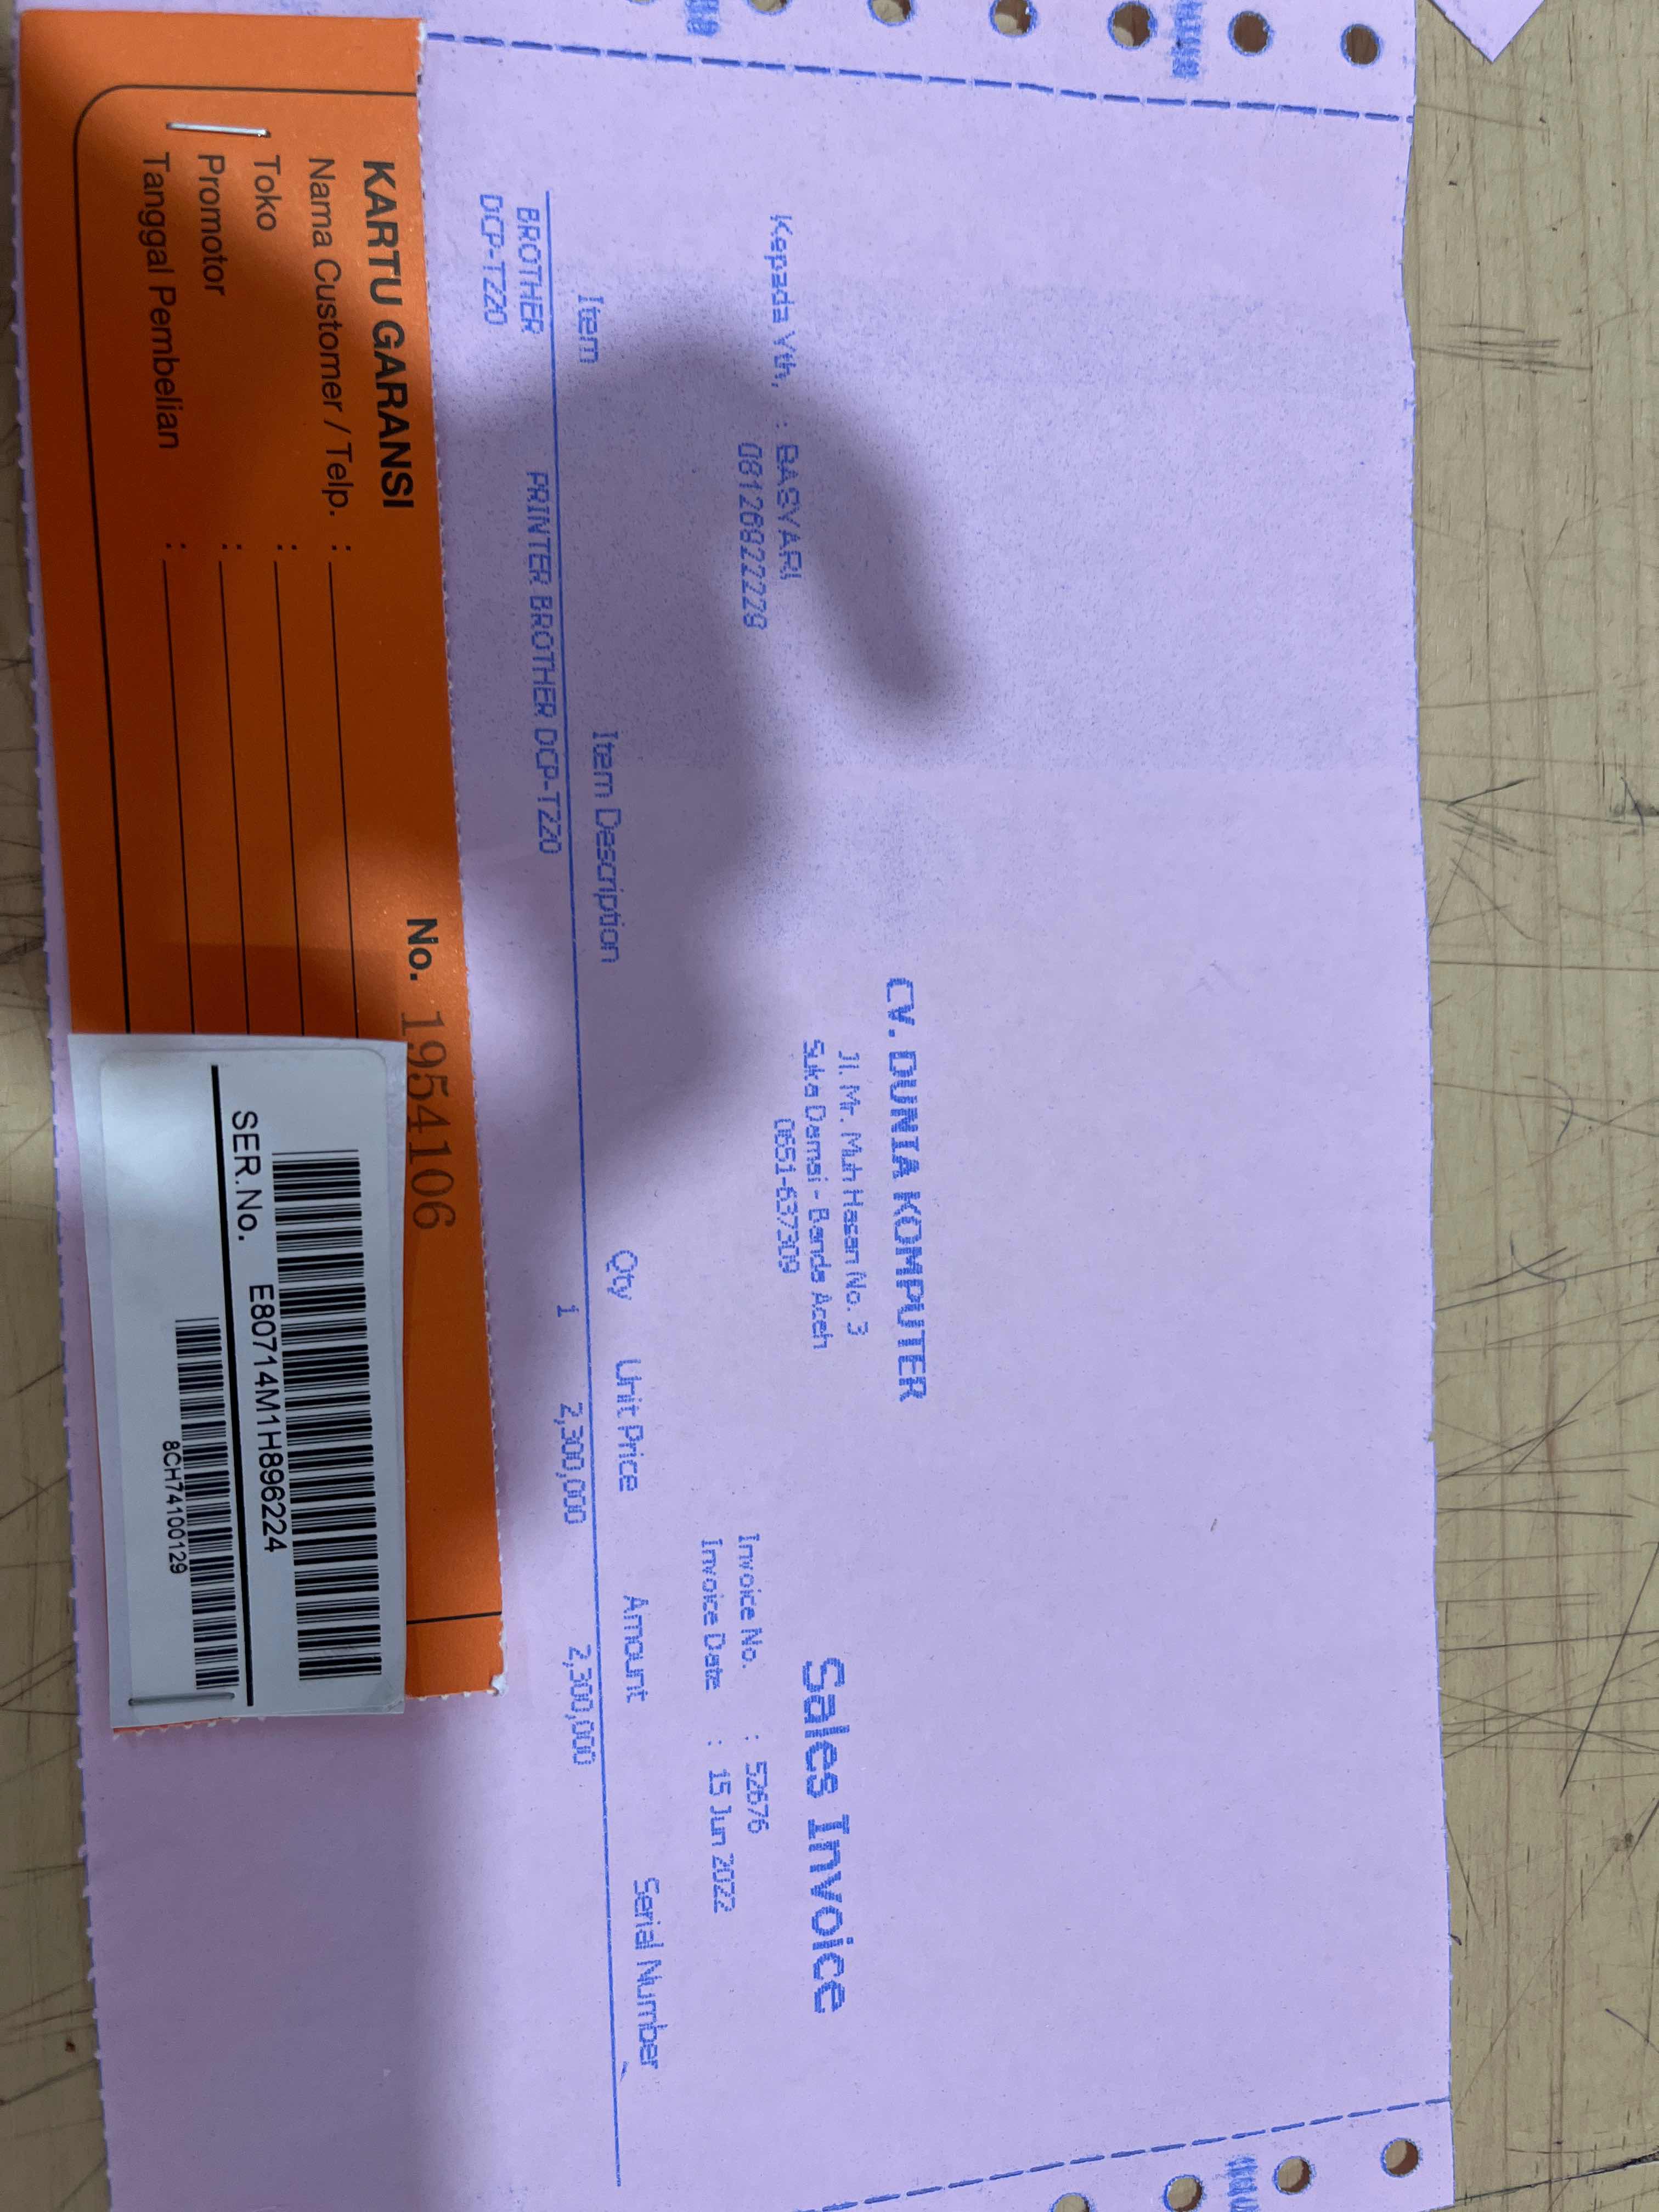 CV. DUNIA KOMPUTER
Jl. Mr. Muh Hasan No. 3
Suka Damai - Banda Aceh
0651-637309
Sales Invoice
Kepada Yth, : BASYARI
Invoice No. : 52676
Invoice Date : 15 Jun 2022
Item Item Description Qty Unit Price Amount Serial Number
BROTHER PRINTER BROTHER DCP-T220 1 2,300,000 2,300,000
DCP-T220
KARTU GARANSI No. 1954106
Nama Customer / Telp. :
Toko :
Promotor :
Tanggal Pembelian :
SER.No. E80714M1H896224
8CH74100129